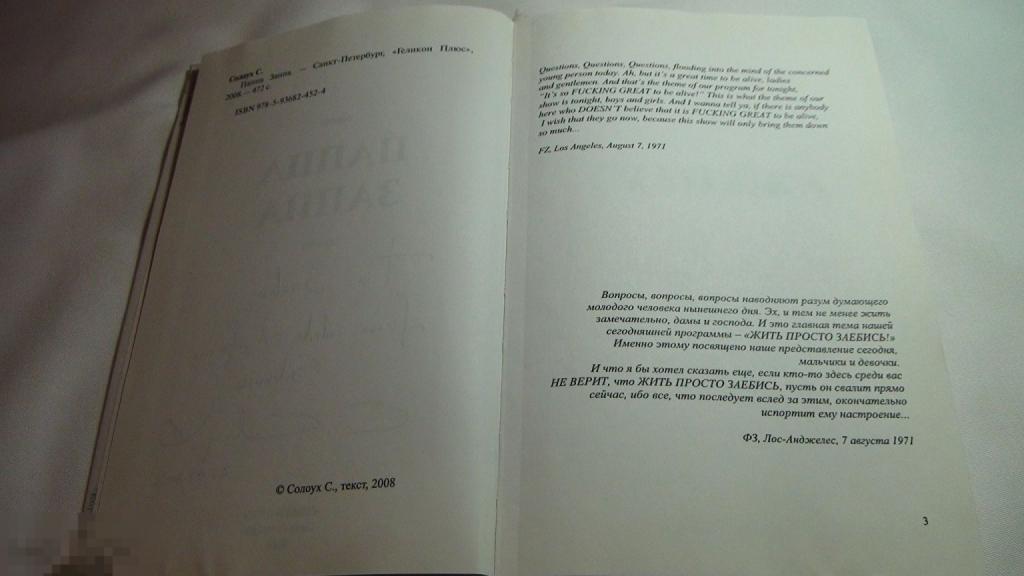 Солоух С.
Паппа Заппа. — Санкт-Петербург, «Геликон Плюс»,
2008. — 472 с.
ISBN 978-5-93682-452-4
ПАППА
ЗАППА
© Солоух С., текст, 2008
Questions, Questions, Questions, flooding into the mind of the concerned
young person today. Ah, but it's a great time to be alive, ladies
and gentlemen. And that's the theme of our program for tonight,
"It's so FUCKING GREAT to be alive!" This is what the theme of our
show is tonight, boys and girls. And I wanna tell ya, if there is anybody
here who DOESN'T believe that it is FUCKING GREAT to be alive,
I wish that they go now, because this show will only bring them down
so much...
FZ, Los Angeles, August 7, 1971
Вопросы, вопросы, вопросы наводняют разум думающего
молодого человека нынешнего дня. Эх, и тем не менее жить
замечательно, дамы и господа. И это главная тема нашей
сегодняшней программы – «ЖИТЬ ПРОСТО ЗАЕБИСЬ!»
Именно этому посвящено наше представление сегодня,
мальчики и девочки.
И что я бы хотел сказать еще, если кто-то здесь среди вас
НЕ ВЕРИТ, что ЖИТЬ ПРОСТО ЗАЕБИСЬ, пусть он свалит прямо
сейчас, ибо все, что последует вслед за этим, окончательно
испортит ему настроение...
ФЗ, Лос-Анджелес, 7 августа 1971
3